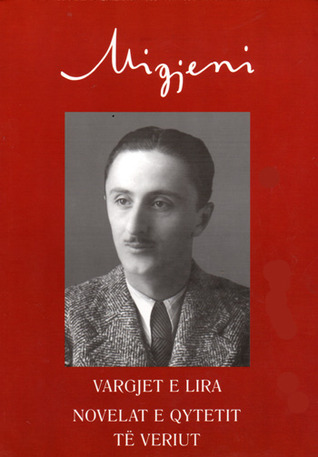 Migjeni
VARGJET E LIRA
NOVELAT E QYTETIT
TË VERIUT